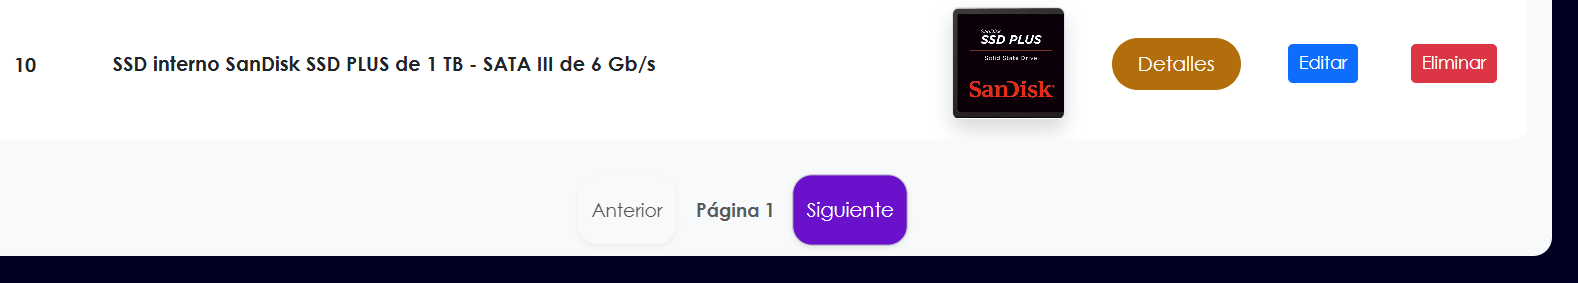 10
SSD interno SanDisk SSD PLUS de 1 TB - SATA III de 6 Gb/s
SanDisk
SSD PLUS
Solid State Drive
SanDisk
Detalles
Editar
Eliminar
Anterior
Página 1
Siguiente